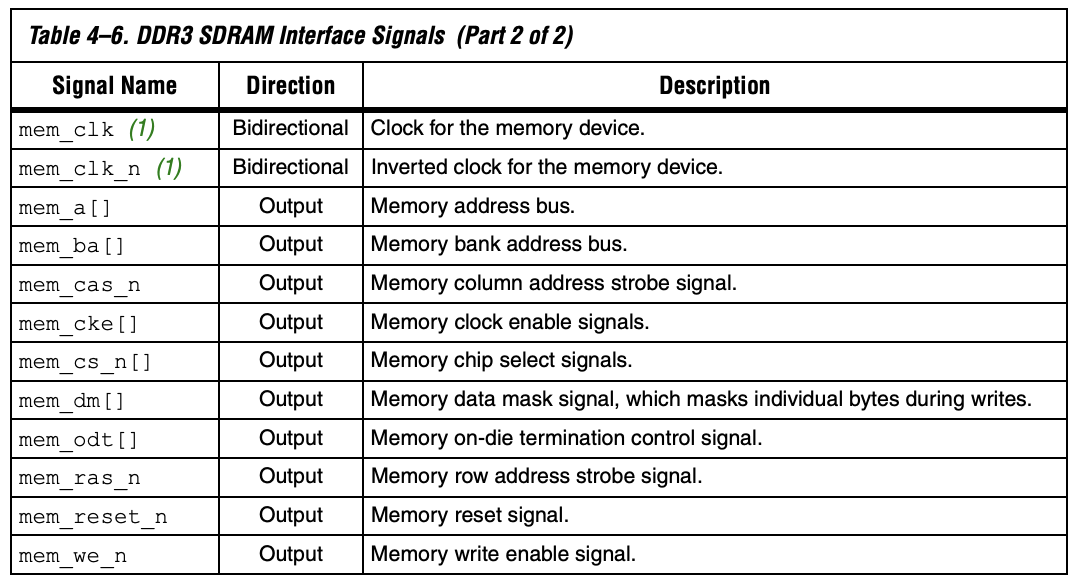 Table 4–6. DDR3 SDRAM Interface Signals (Part 2 of 2)
Signal Name Direction Description
mem_clk (1) Bidirectional Clock for the memory device.
mem_clk_n (1) Bidirectional Inverted clock for the memory device.
mem_a[] Output Memory address bus.
mem_ba[] Output Memory bank address bus.
mem_cas_n Output Memory column address strobe signal.
mem_cke[] Output Memory clock enable signals.
mem_cs_n[] Output Memory chip select signals.
mem_dm[] Output Memory data mask signal, which masks individual bytes during writes.
mem_odt[] Output Memory on-die termination control signal.
mem_ras_n Output Memory row address strobe signal.
mem_reset_n Output Memory reset signal.
mem_we_n Output Memory write enable signal.